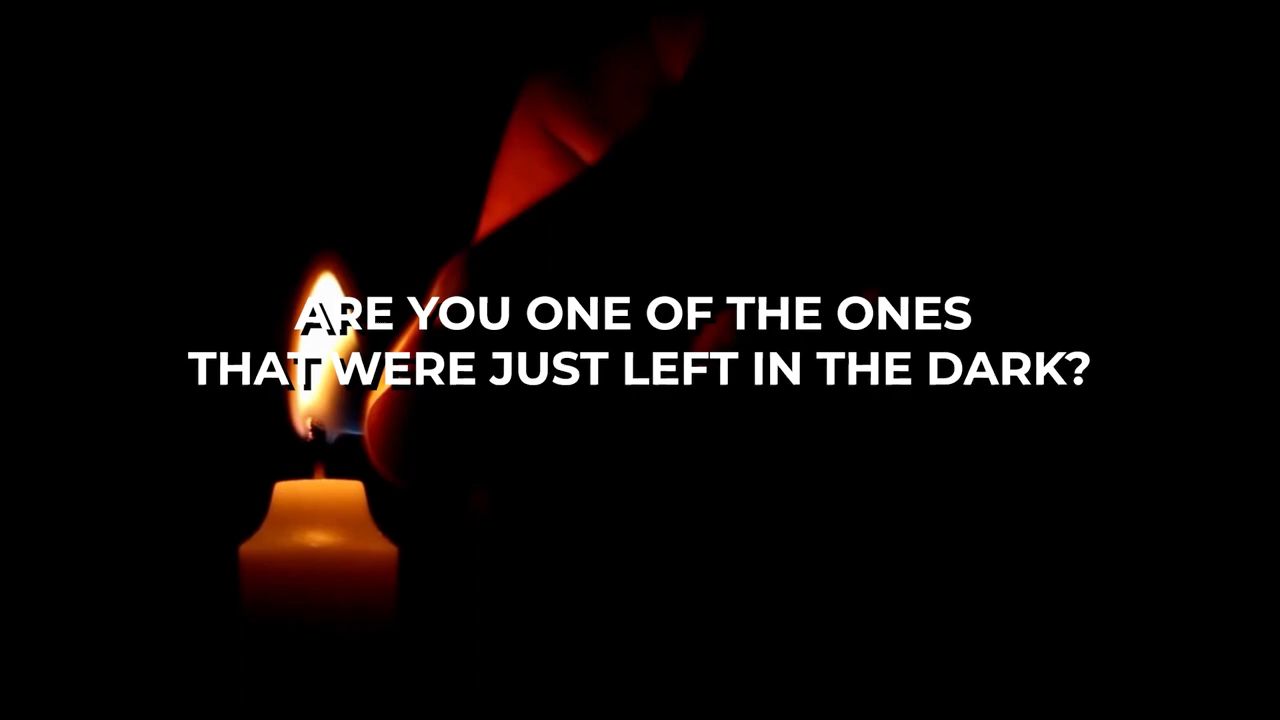 ARE YOU ONE OF THE ONES
THAT WERE JUST LEFT IN THE DARK?